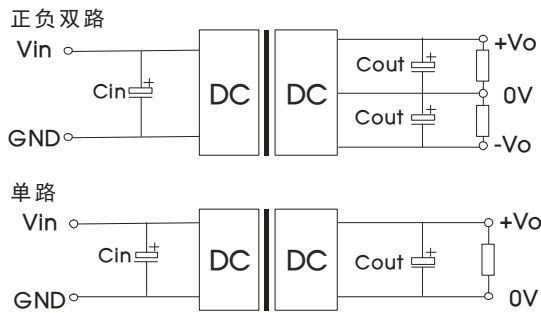 正负双路
Vin
+Vo
Cin
+
DC
DC
Cout
+
0V
Cout
+
GND
-Vo
单路
Vin
+Vo
Cin
+
DC
DC
Cout
+
GND
0V